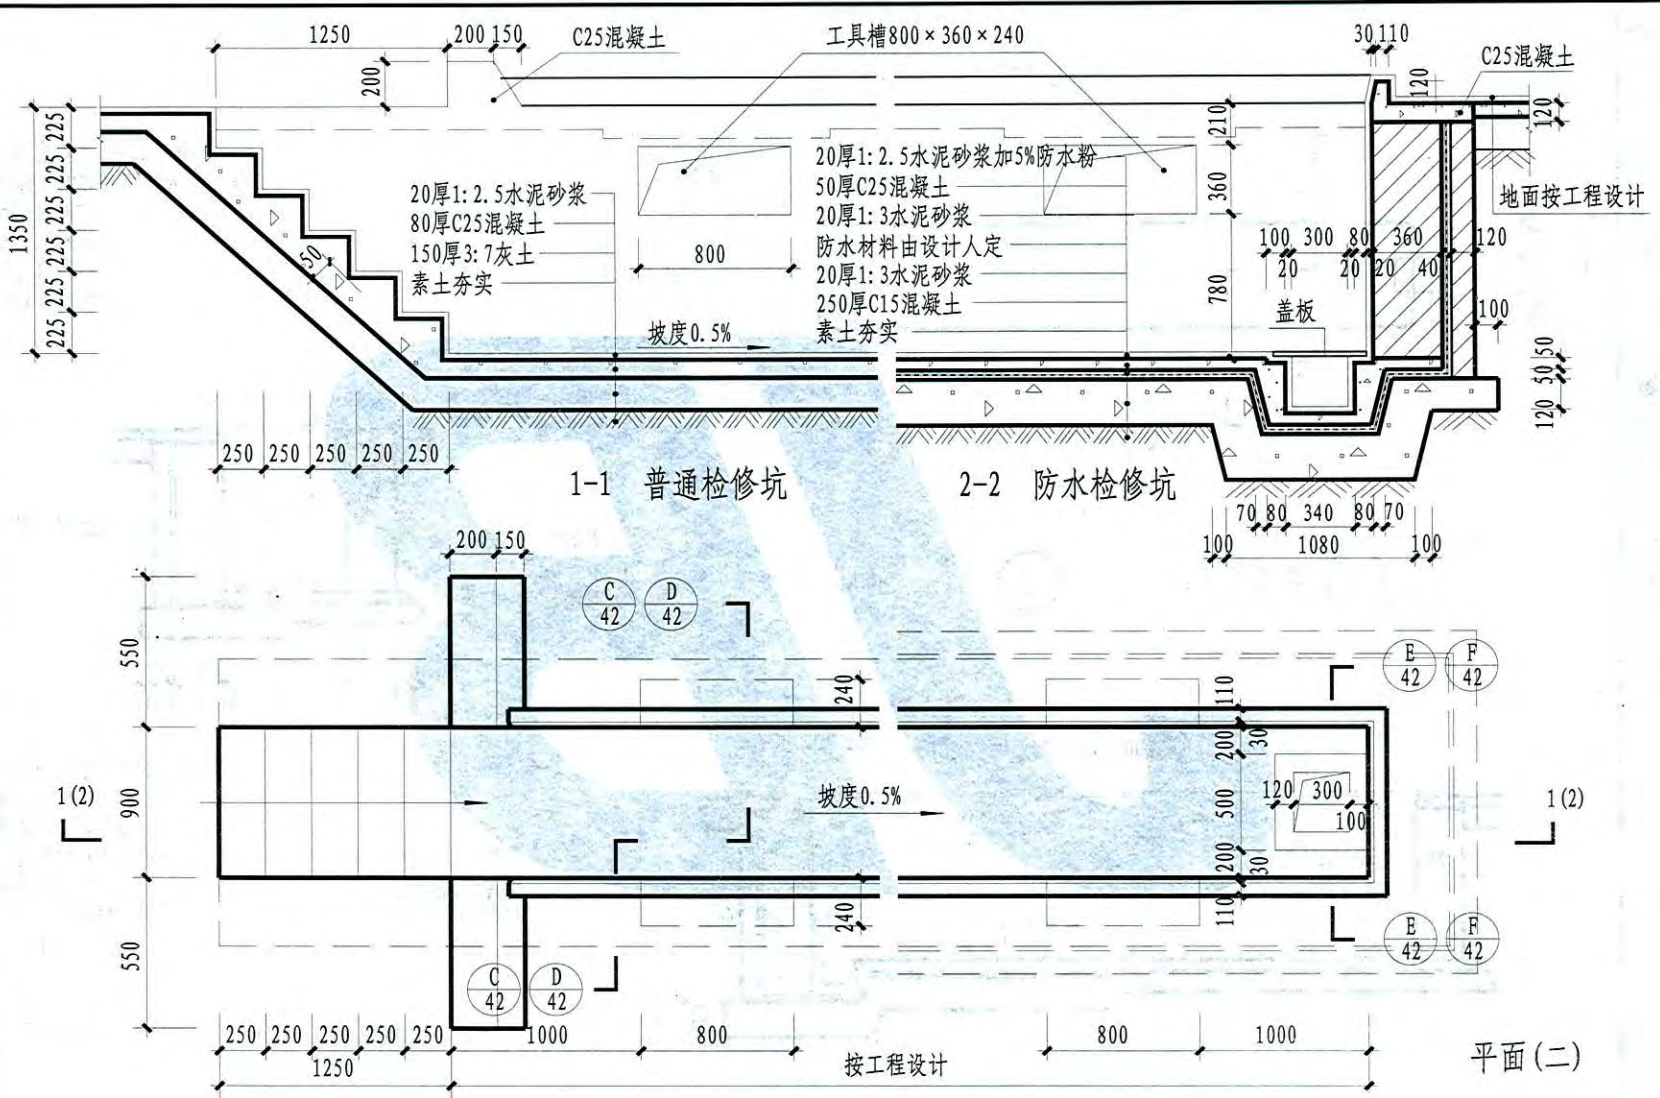 1250
200 150
C25混凝土
工具槽800×360×240
30 110
C25混凝土
200
120
120
225
225
225
225
225
225
1350
210
360
780
20厚1:2.5水泥砂浆
80厚C25混凝土
150厚3:7灰土
素土夯实
50
800
20厚1:2.5水泥砂浆加5%防水粉
50厚C25混凝土
20厚1:3水泥砂浆
防水材料由设计人定
20厚1:3水泥砂浆
250厚C15混凝土
素土夯实
地面按工程设计
100 300 80 360 120
20 20 20 40
盖板
100
坡度0.5%
50
50
120
250 250 250 250 250
1-1 普通检修坑
2-2 防水检修坑
70 80 340 80 70
100 1080 100
200 150
C
42
D
42
550
900
550
240
110
200
30
E
42
F
42
1(2)
坡度0.5%
500
120 300
100
1(2)
200
30
110
240
E
42
F
42
C
42
D
42
250 250 250 250 250 1000 800 800 1000
1250
按工程设计
平面(二)